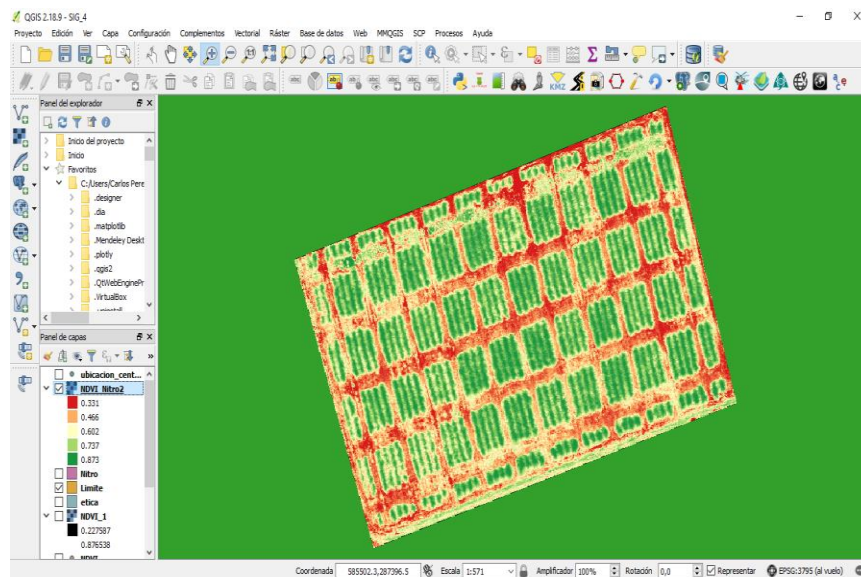 QGIS 2.18.9 - SIG_4
Proyecto Edición Ver Capa Configuración Complementos Vectorial Ráster Base de datos Web MMQGIS SCP Procesos Ayuda
KMZ
Panel del explorador
Inicio del proyecto
Inicio
Favoritos
C:/Users/Carlos Pere
.designer
.dia
.matplotlib
.Mendeley Deskt
.plotly
.qgis2
.QtWebEnginePr
.VirtualBox
Panel de capas
ubicacion_cent...
NDVI_Nitro2
0.331
0.466
0.602
0.737
0.873
Nitro
Limite
etica
NDVI_1
0.227587
0.876538
Coordenada 585502.3,287396.5 Escala 1:571 Amplificador 100% Rotación 0,0 Representar EPSG:3795 (al vuelo)